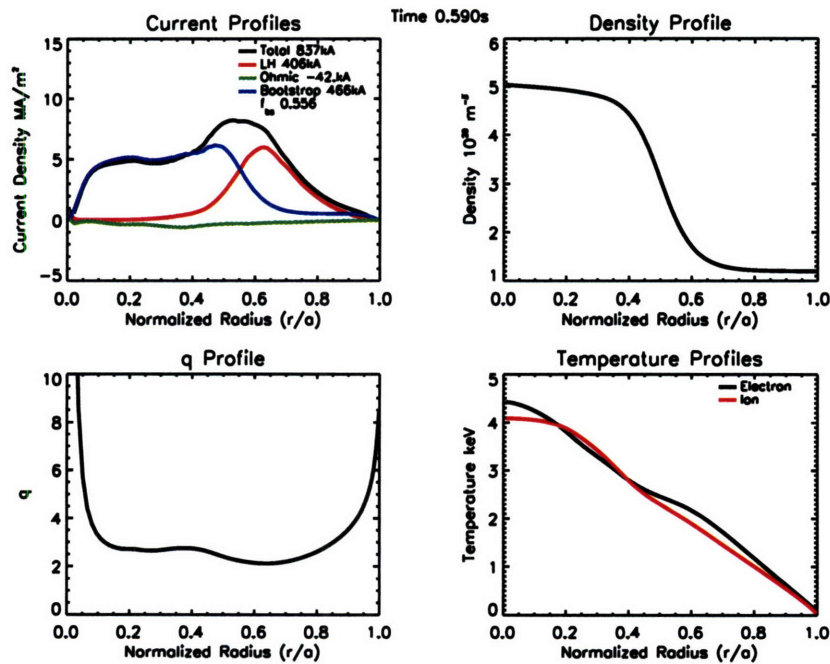 Time 0.590s
Current Profiles
Total 837kA
LH 406kA
Ohmic -42.kA
Bootstrap 466kA
f_bs 0.556
Current Density MA/m²
15
10
5
0
-5
0.0 0.2 0.4 0.6 0.8 1.0
Normalized Radius (r/a)
Density Profile
Density 10²⁰ m⁻³
6
5
4
3
2
1
0.0 0.2 0.4 0.6 0.8 1.0
Normalized Radius (r/a)
q Profile
q
10
8
6
4
2
0
0.0 0.2 0.4 0.6 0.8 1.0
Normalized Radius (r/a)
Temperature Profiles
Electron
Ion
Temperature keV
5
4
3
2
1
0
0.0 0.2 0.4 0.6 0.8 1.0
Normalized Radius (r/a)